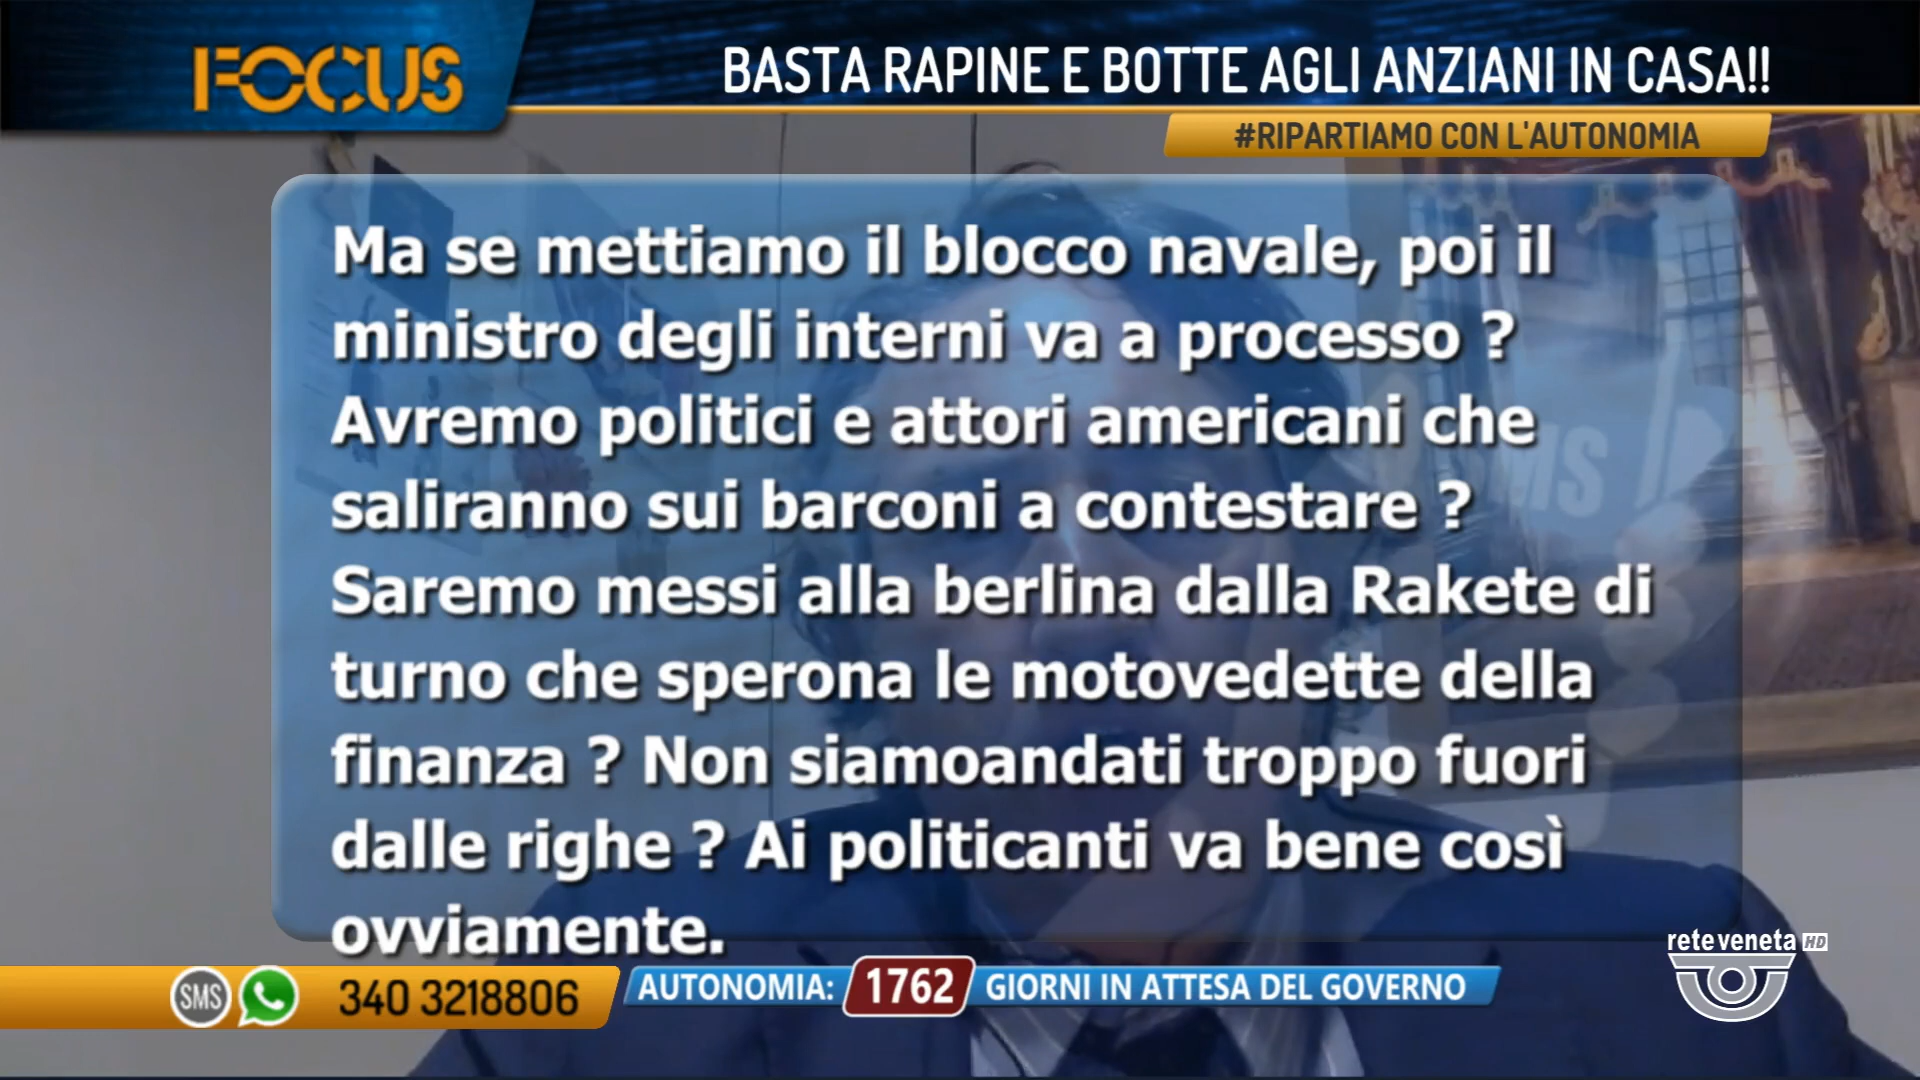 FOCUS
BASTA RAPINE E BOTTE AGLI ANZIANI IN CASA!!
#RIPARTIAMO CON L'AUTONOMIA
Ma se mettiamo il blocco navale, poi il
ministro degli interni va a processo ?
Avremo politici e attori americani che
saliranno sui barconi a contestare ?
Saremo messi alla berlina dalla Rakete di
turno che sperona le motovedette della
finanza ? Non siamoandati troppo fuori
dalle righe ? Ai politicanti va bene così
ovviamente.
SMS
reteveneta HD
SMS 340 3218806
AUTONOMIA: 1762 GIORNI IN ATTESA DEL GOVERNO